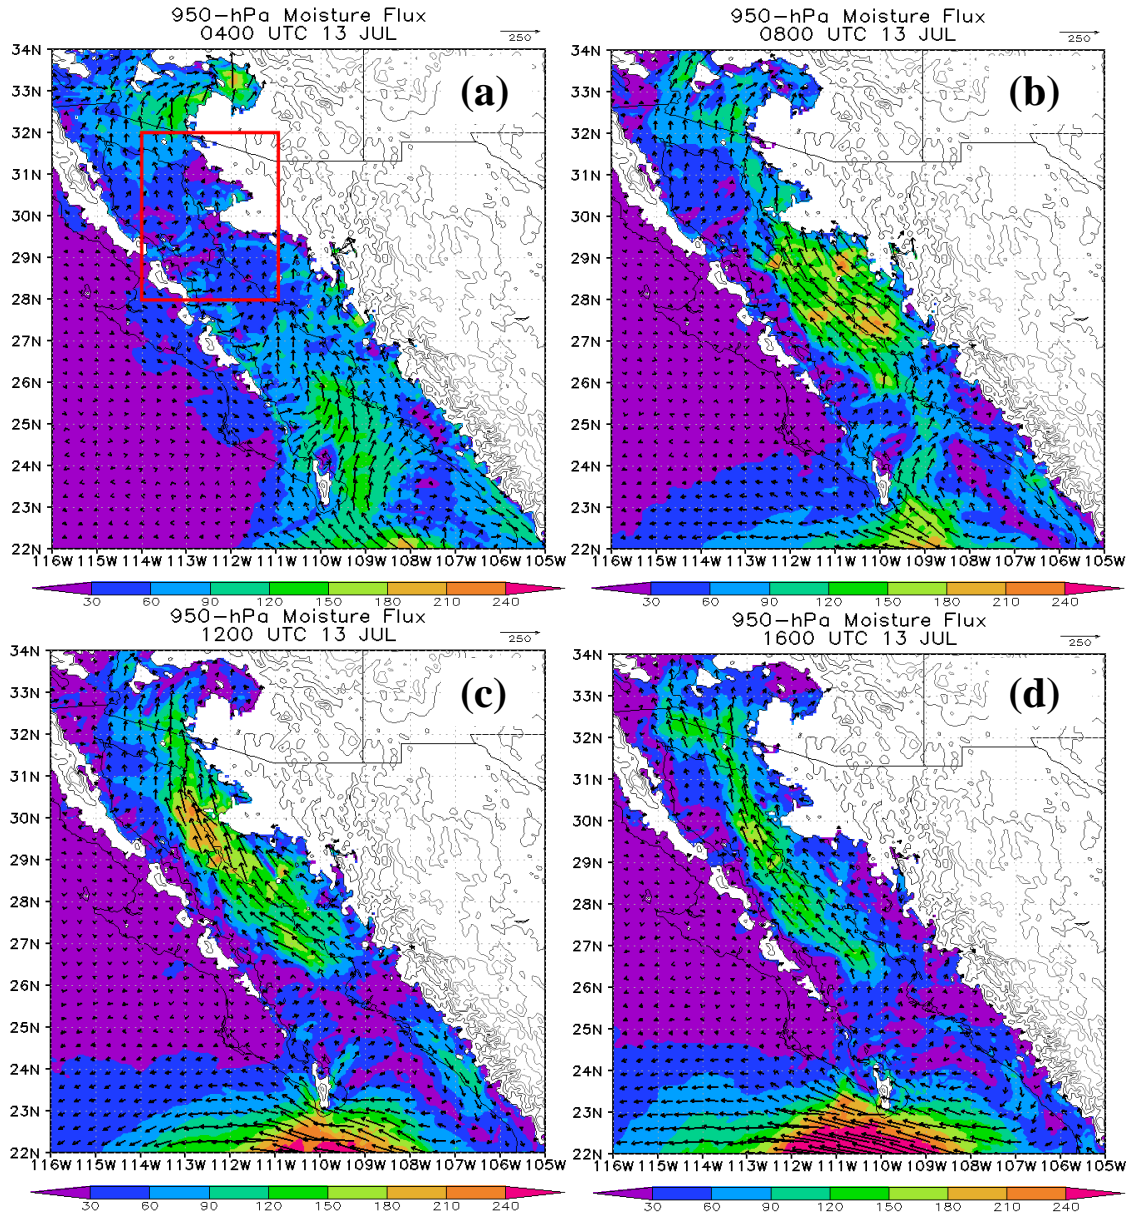 950-hPa Moisture Flux
0400 UTC 13 JUL
250
(a)
34N
33N
32N
31N
30N
29N
28N
27N
26N
25N
24N
23N
22N
116W 115W 114W 113W 112W 111W 110W 109W 108W 107W 106W 105W
30 60 90 120 150 180 210 240
950-hPa Moisture Flux
0800 UTC 13 JUL
250
(b)
34N
33N
32N
31N
30N
29N
28N
27N
26N
25N
24N
23N
22N
116W 115W 114W 113W 112W 111W 110W 109W 108W 107W 106W 105W
30 60 90 120 150 180 210 240
950-hPa Moisture Flux
1200 UTC 13 JUL
250
(c)
34N
33N
32N
31N
30N
29N
28N
27N
26N
25N
24N
23N
22N
116W 115W 114W 113W 112W 111W 110W 109W 108W 107W 106W 105W
30 60 90 120 150 180 210 240
950-hPa Moisture Flux
1600 UTC 13 JUL
250
(d)
34N
33N
32N
31N
30N
29N
28N
27N
26N
25N
24N
23N
22N
116W 115W 114W 113W 112W 111W 110W 109W 108W 107W 106W 105W
30 60 90 120 150 180 210 240